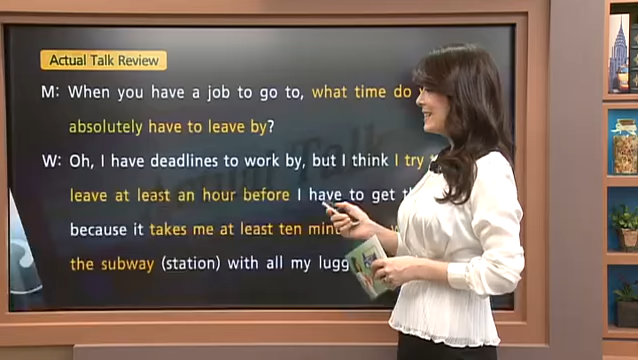 Actual Talk Review
M: When you have a job to go to, what time do
absolutely have to leave by?
W: Oh, I have deadlines to work by, but I think I try
leave at least an hour before I have to get
because it takes me at least ten
the subway (station) with all my